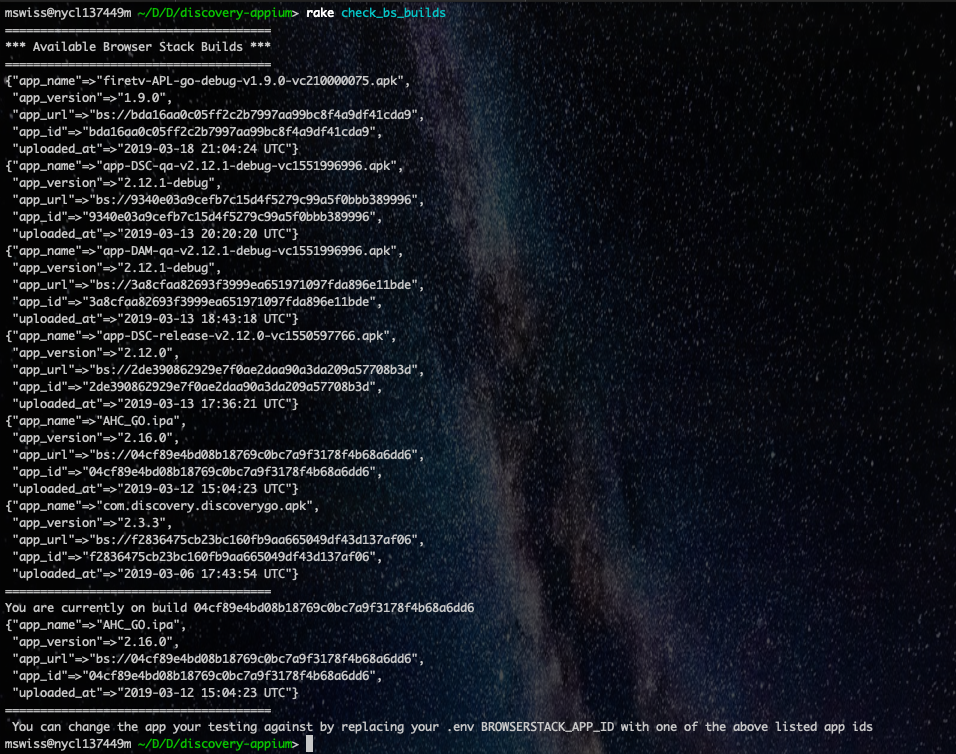 mswiss@nycl137449m ~/D/D/discovery-appium> rake check_bs_builds
==========================================
*** Available Browser Stack Builds ***
==========================================
{"app_name"=>"firetv-APL-go-debug-v1.9.0-vc210000075.apk",
 "app_version"=>"1.9.0",
 "app_url"=>"bs://bda16aa0c05ff2c2b7997aa99bc8f4a9df41cda9",
 "app_id"=>"bda16aa0c05ff2c2b7997aa99bc8f4a9df41cda9",
 "uploaded_at"=>"2019-03-18 21:04:24 UTC"}
{"app_name"=>"app-DSC-qa-v2.12.1-debug-vc1551996996.apk",
 "app_version"=>"2.12.1-debug",
 "app_url"=>"bs://9340e03a9cefb7c15d4f5279c99a5f0bbb389996",
 "app_id"=>"9340e03a9cefb7c15d4f5279c99a5f0bbb389996",
 "uploaded_at"=>"2019-03-13 20:20:20 UTC"}
{"app_name"=>"app-DAM-qa-v2.12.1-debug-vc1551996996.apk",
 "app_version"=>"2.12.1-debug",
 "app_url"=>"bs://3a8cfaa82693f3999ea651971097fda896e11bde",
 "app_id"=>"3a8cfaa82693f3999ea651971097fda896e11bde",
 "uploaded_at"=>"2019-03-13 18:43:18 UTC"}
{"app_name"=>"app-DSC-release-v2.12.0-vc1550597766.apk",
 "app_version"=>"2.12.0",
 "app_url"=>"bs://2de390862929e7f0ae2daa90a3da209a57708b3d",
 "app_id"=>"2de390862929e7f0ae2daa90a3da209a57708b3d",
 "uploaded_at"=>"2019-03-13 17:36:21 UTC"}
{"app_name"=>"AHC_GO.ipa",
 "app_version"=>"2.16.0",
 "app_url"=>"bs://04cf89e4bd08b18769c0bc7a9f3178f4b68a6dd6",
 "app_id"=>"04cf89e4bd08b18769c0bc7a9f3178f4b68a6dd6",
 "uploaded_at"=>"2019-03-12 15:04:23 UTC"}
{"app_name"=>"com.discovery.discoverygo.apk",
 "app_version"=>"2.3.3",
 "app_url"=>"bs://f2836475cb23bc160fb9aa665049df43d137af06",
 "app_id"=>"f2836475cb23bc160fb9aa665049df43d137af06",
 "uploaded_at"=>"2019-03-06 17:43:54 UTC"}
==========================================
You are currently on build 04cf89e4bd08b18769c0bc7a9f3178f4b68a6dd6
{"app_name"=>"AHC_GO.ipa",
 "app_version"=>"2.16.0",
 "app_url"=>"bs://04cf89e4bd08b18769c0bc7a9f3178f4b68a6dd6",
 "app_id"=>"04cf89e4bd08b18769c0bc7a9f3178f4b68a6dd6",
 "uploaded_at"=>"2019-03-12 15:04:23 UTC"}
==========================================
 You can change the app your testing against by replacing your .env BROWSERSTACK_APP_ID with one of the above listed app ids
mswiss@nycl137449m ~/D/D/discovery-appium>